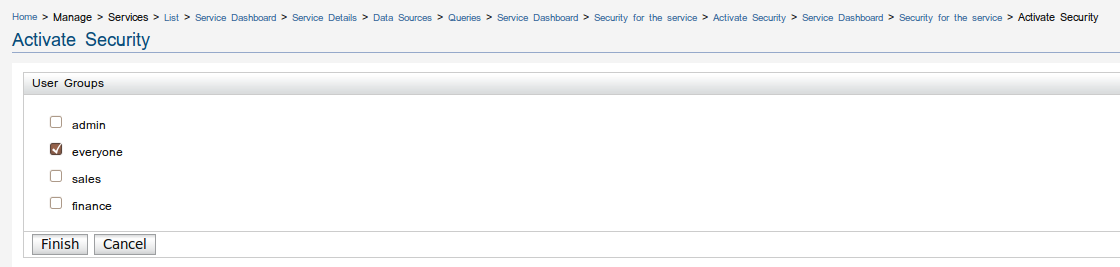 Home > Manage > Services > List > Service Dashboard > Service Details > Data Sources > Queries > Service Dashboard > Security for the service > Activate Security > Service Dashboard > Security for the service > Activate Security
Activate Security
User Groups
admin
everyone
sales
finance
Finish Cancel